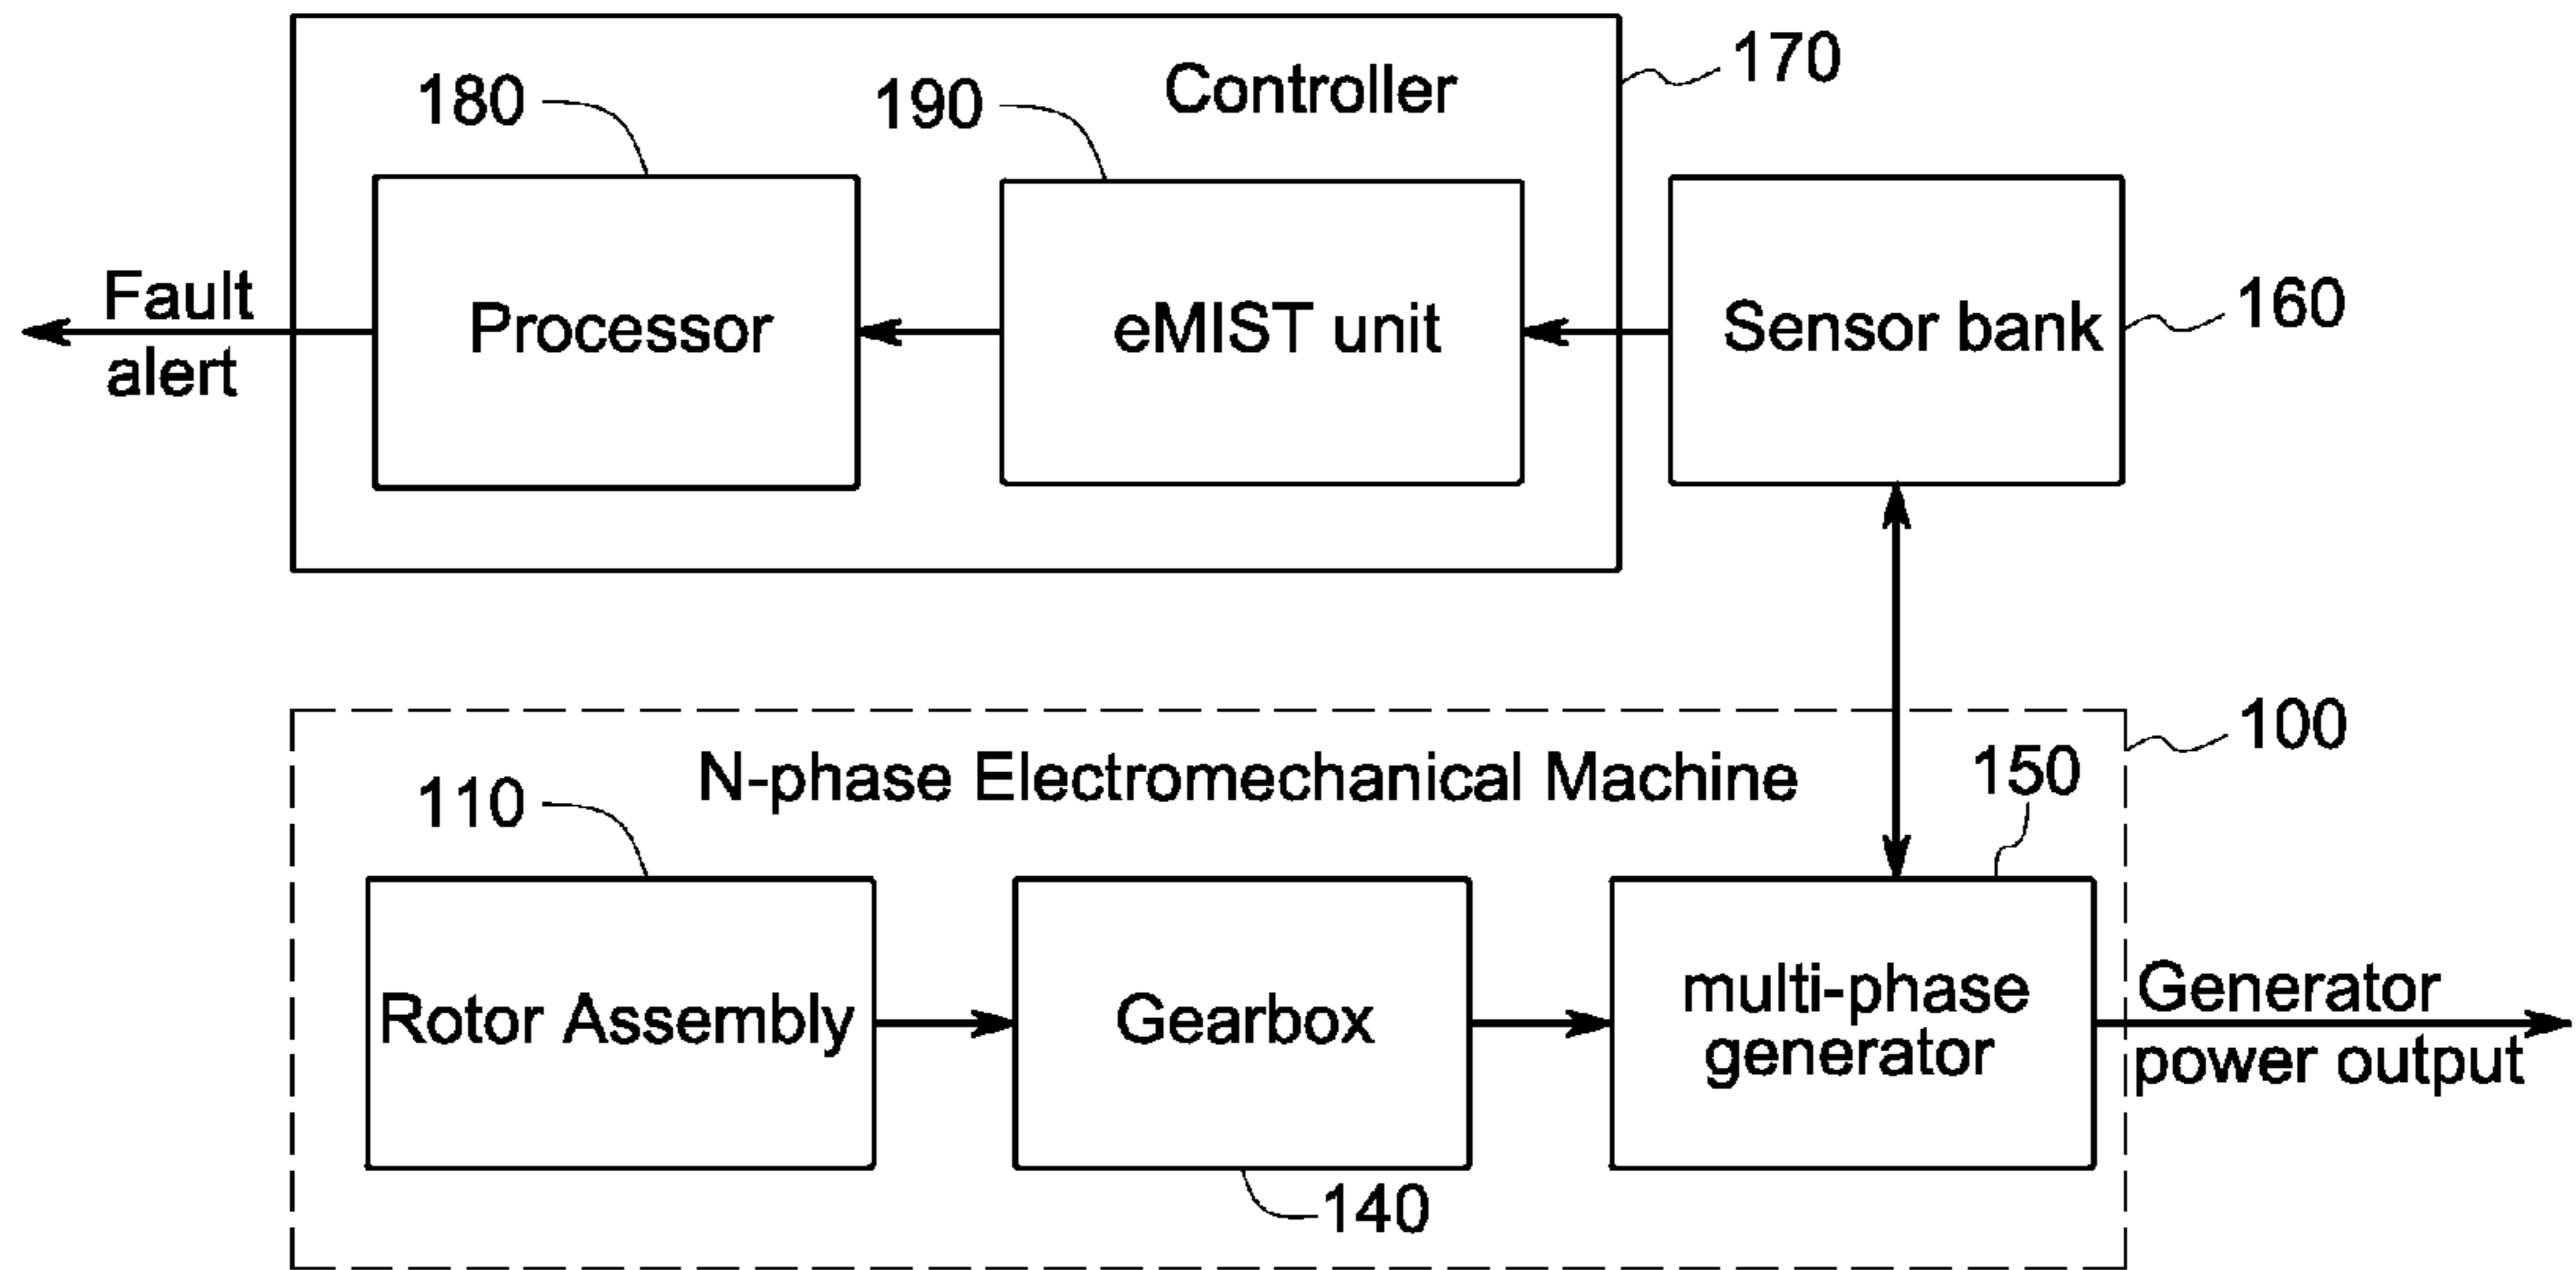 Controller
170
180
190
Fault
alert
Processor
eMIST unit
Sensor bank
160
100
N-phase Electromechanical Machine
150
110
Rotor Assembly
Gearbox
multi-phase
generator
Generator
power output
140